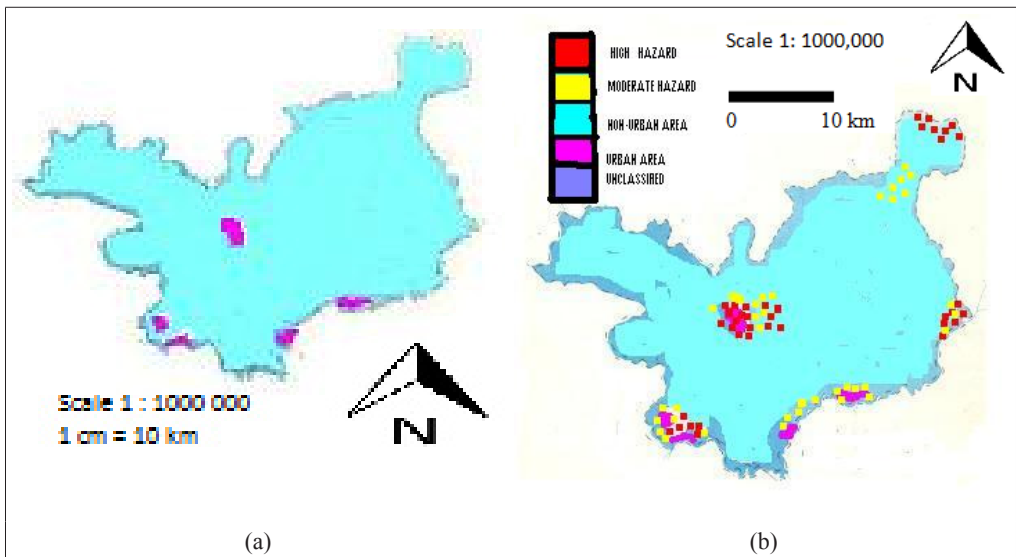 Scale 1 : 1000 000
1 cm = 10 km
N
(a)
HIGH HAZARD
MODERATE HAZARD
NON-URBAN AREA
URBAN AREA
UNCLASSIRED
Scale 1: 1000,000
0 10 km
N
(b)